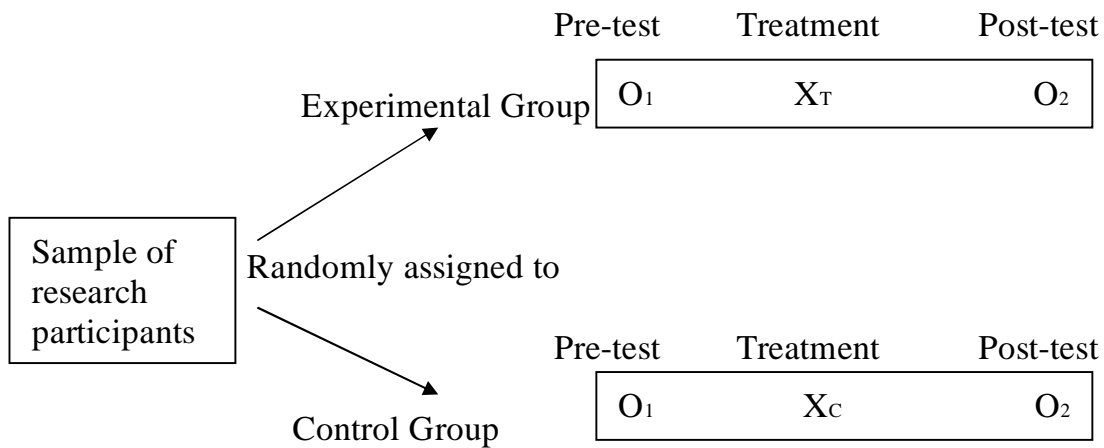 Pre-test Treatment Post-test
Experimental Group O1 XT O2
Sample of
research
participants
Randomly assigned to
Pre-test Treatment Post-test
Control Group O1 XC O2